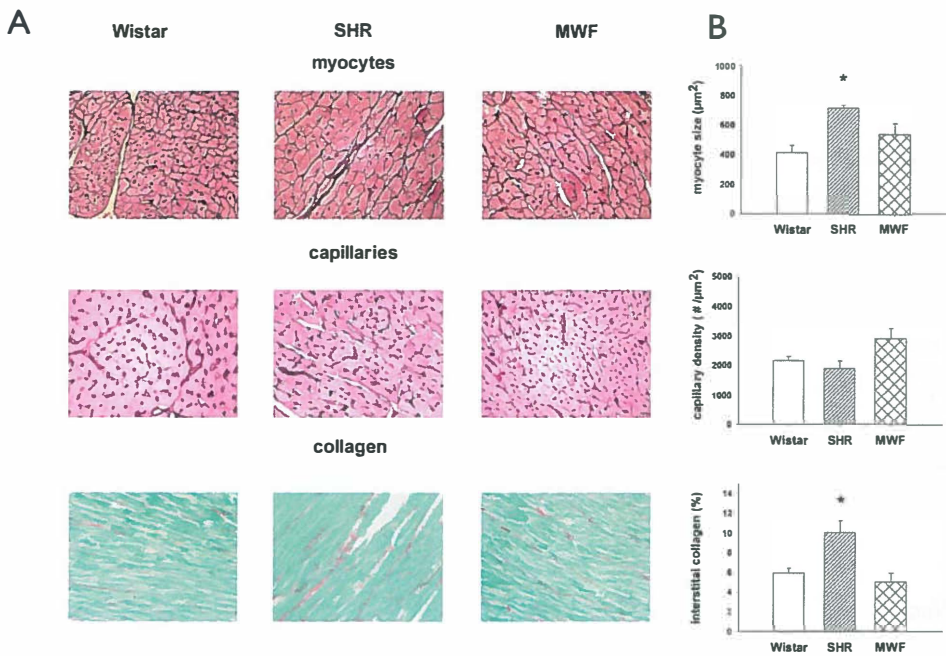 A
Wistar
SHR
MWF
myocytes
capillaries
collagen
B
myocyte size (µm²)
1000
800
600
400
200
0
*
Wistar
SHR
MWF
capillary density ( # /µm²)
5000
4000
3000
2000
1000
0
Wistar
SHR
MWF
interstital collagen (%)
14
12
10
8
6
4
2
0
*
Wistar
SHR
MWF